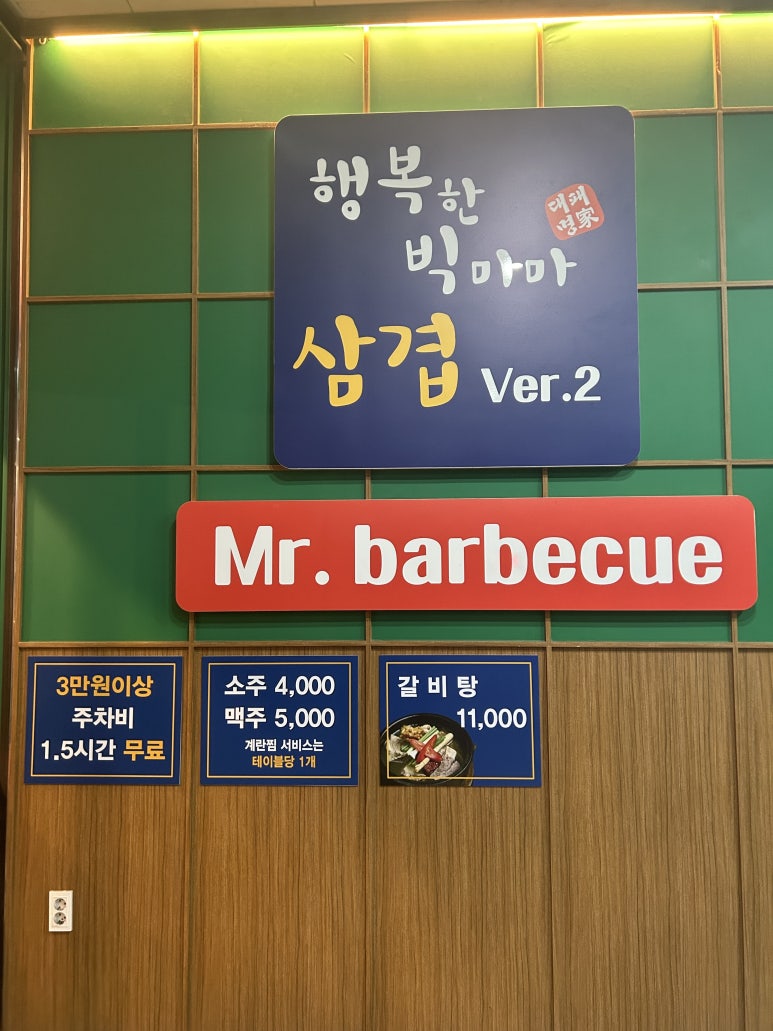 행복한
대패
명家
빅마마
삼겹 Ver.2
Mr. barbecue
3만원이상
주차비
1.5시간 무료
소주 4,000
맥주 5,000
계란찜 서비스는
테이블당 1개
갈비탕
11,000